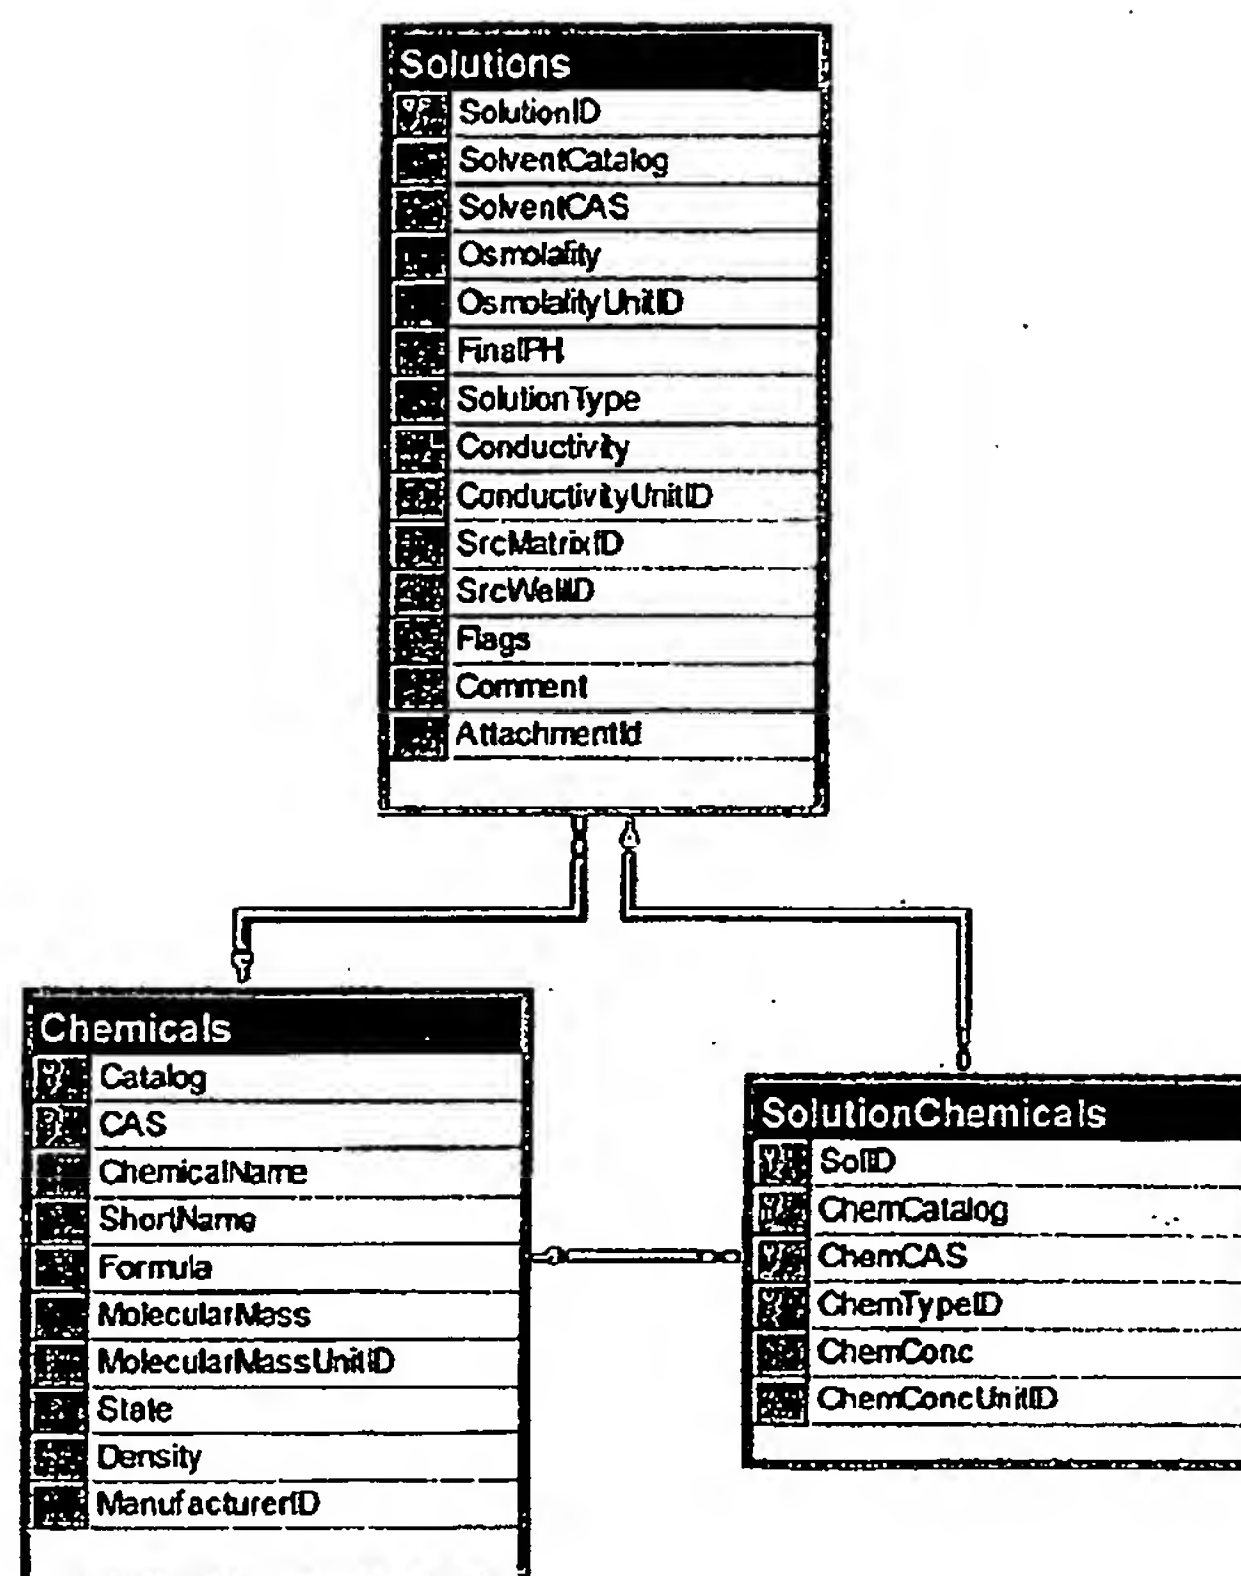 Solutions
SolutionID
SolventCatalog
SolventCAS
Osmolality
OsmolalityUnitID
FinalPH
SolutionType
Conductivity
ConductivityUnitID
SrcMatrixID
SrcWellID
Flags
Comment
AttachmentId
Chemicals
Catalog
CAS
ChemicalName
ShortName
Formula
MolecularMass
MolecularMassUnitID
State
Density
ManufacturerID
SolutionChemicals
SolID
ChemCatalog
ChemCAS
ChemTypeID
ChemConc
ChemConcUnitID